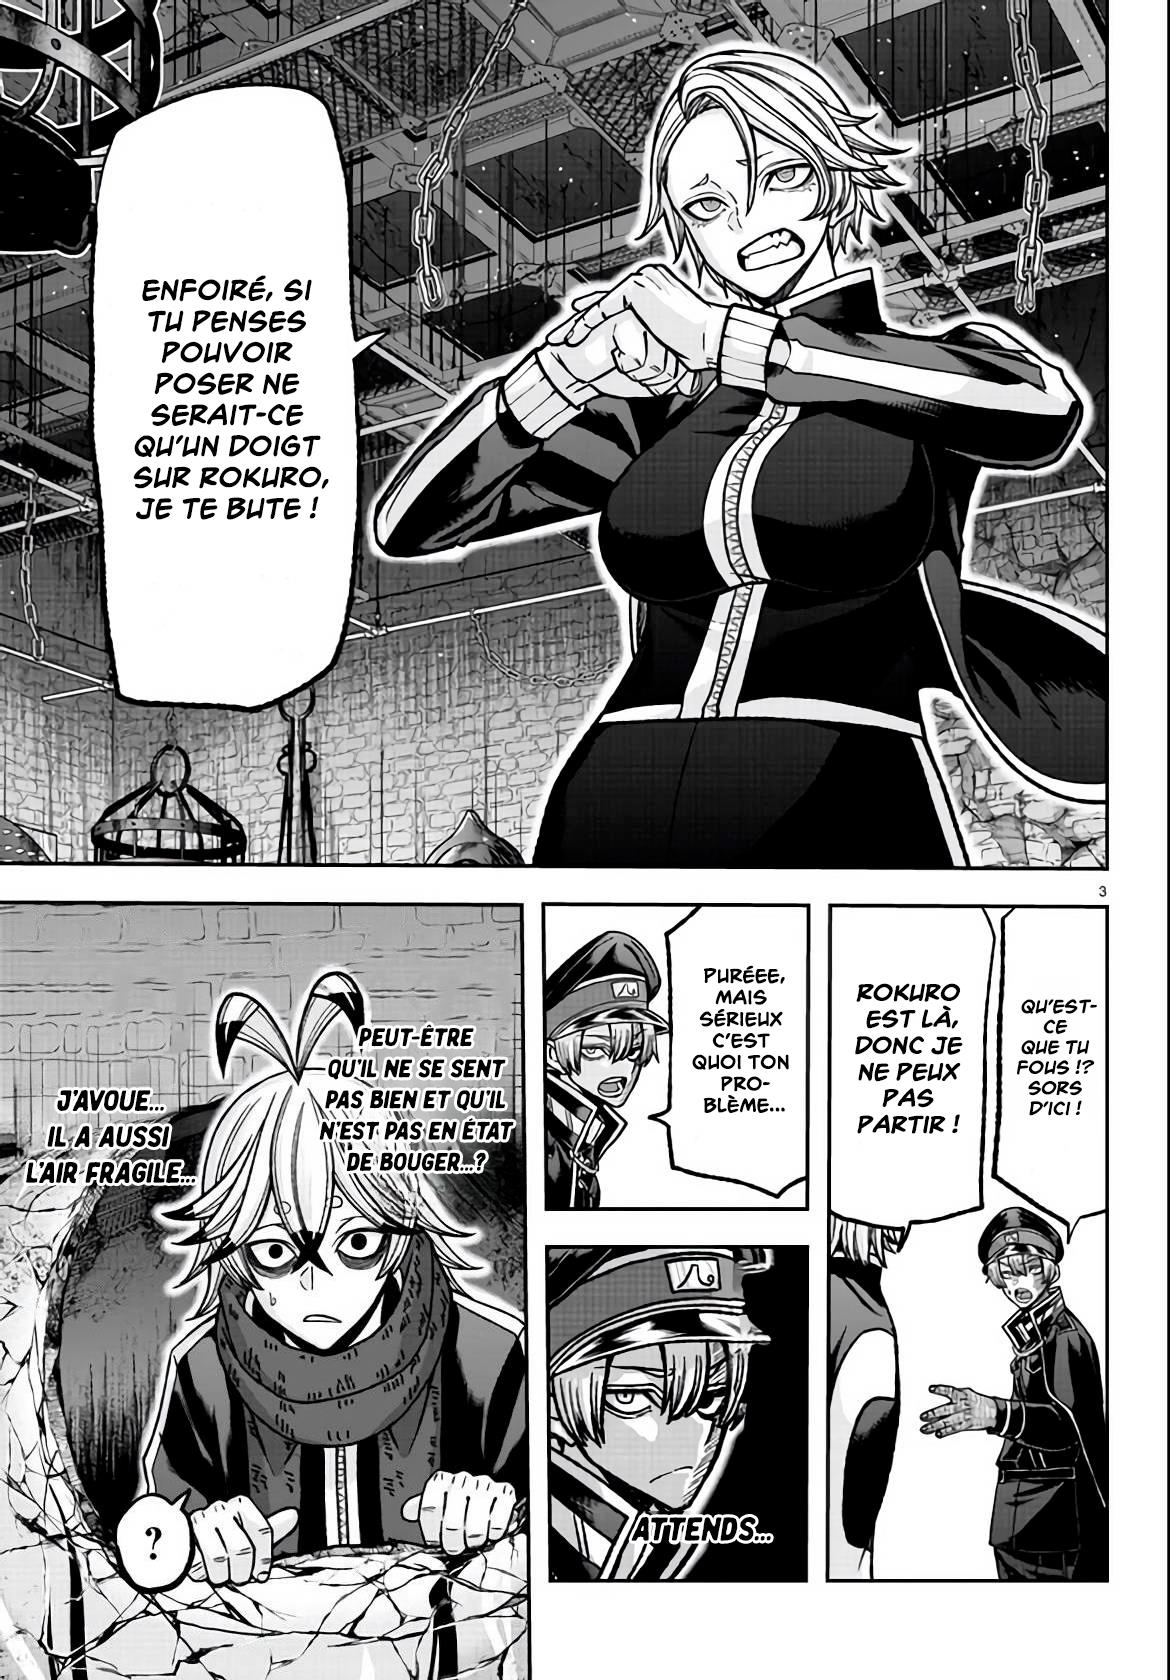 ENFOIRÉ, SI
TU PENSES
POUVOIR
POSER NE
SERAIT-CE
QU'UN DOIGT
SUR ROKURO,
JE TE BUTE !
3
QU'EST-
CE
QUE TU
FOUS !?
SORS
D'ICI !
ROKURO
EST LÀ,
DONC JE
NE PEUX
PAS
PARTIR !
PURÉEE,
MAIS
SÉRIEUX
C'EST
QUOI TON
PRO-
BLÈME...
ATTENDS...
PEUT-ÊTRE
QU'IL NE SE SENT
PAS BIEN ET QU'IL
N'EST PAS EN ÉTAT
DE BOUGER...?
J'AVOUE...
IL A AUSSI
L'AIR FRAGILE...
?